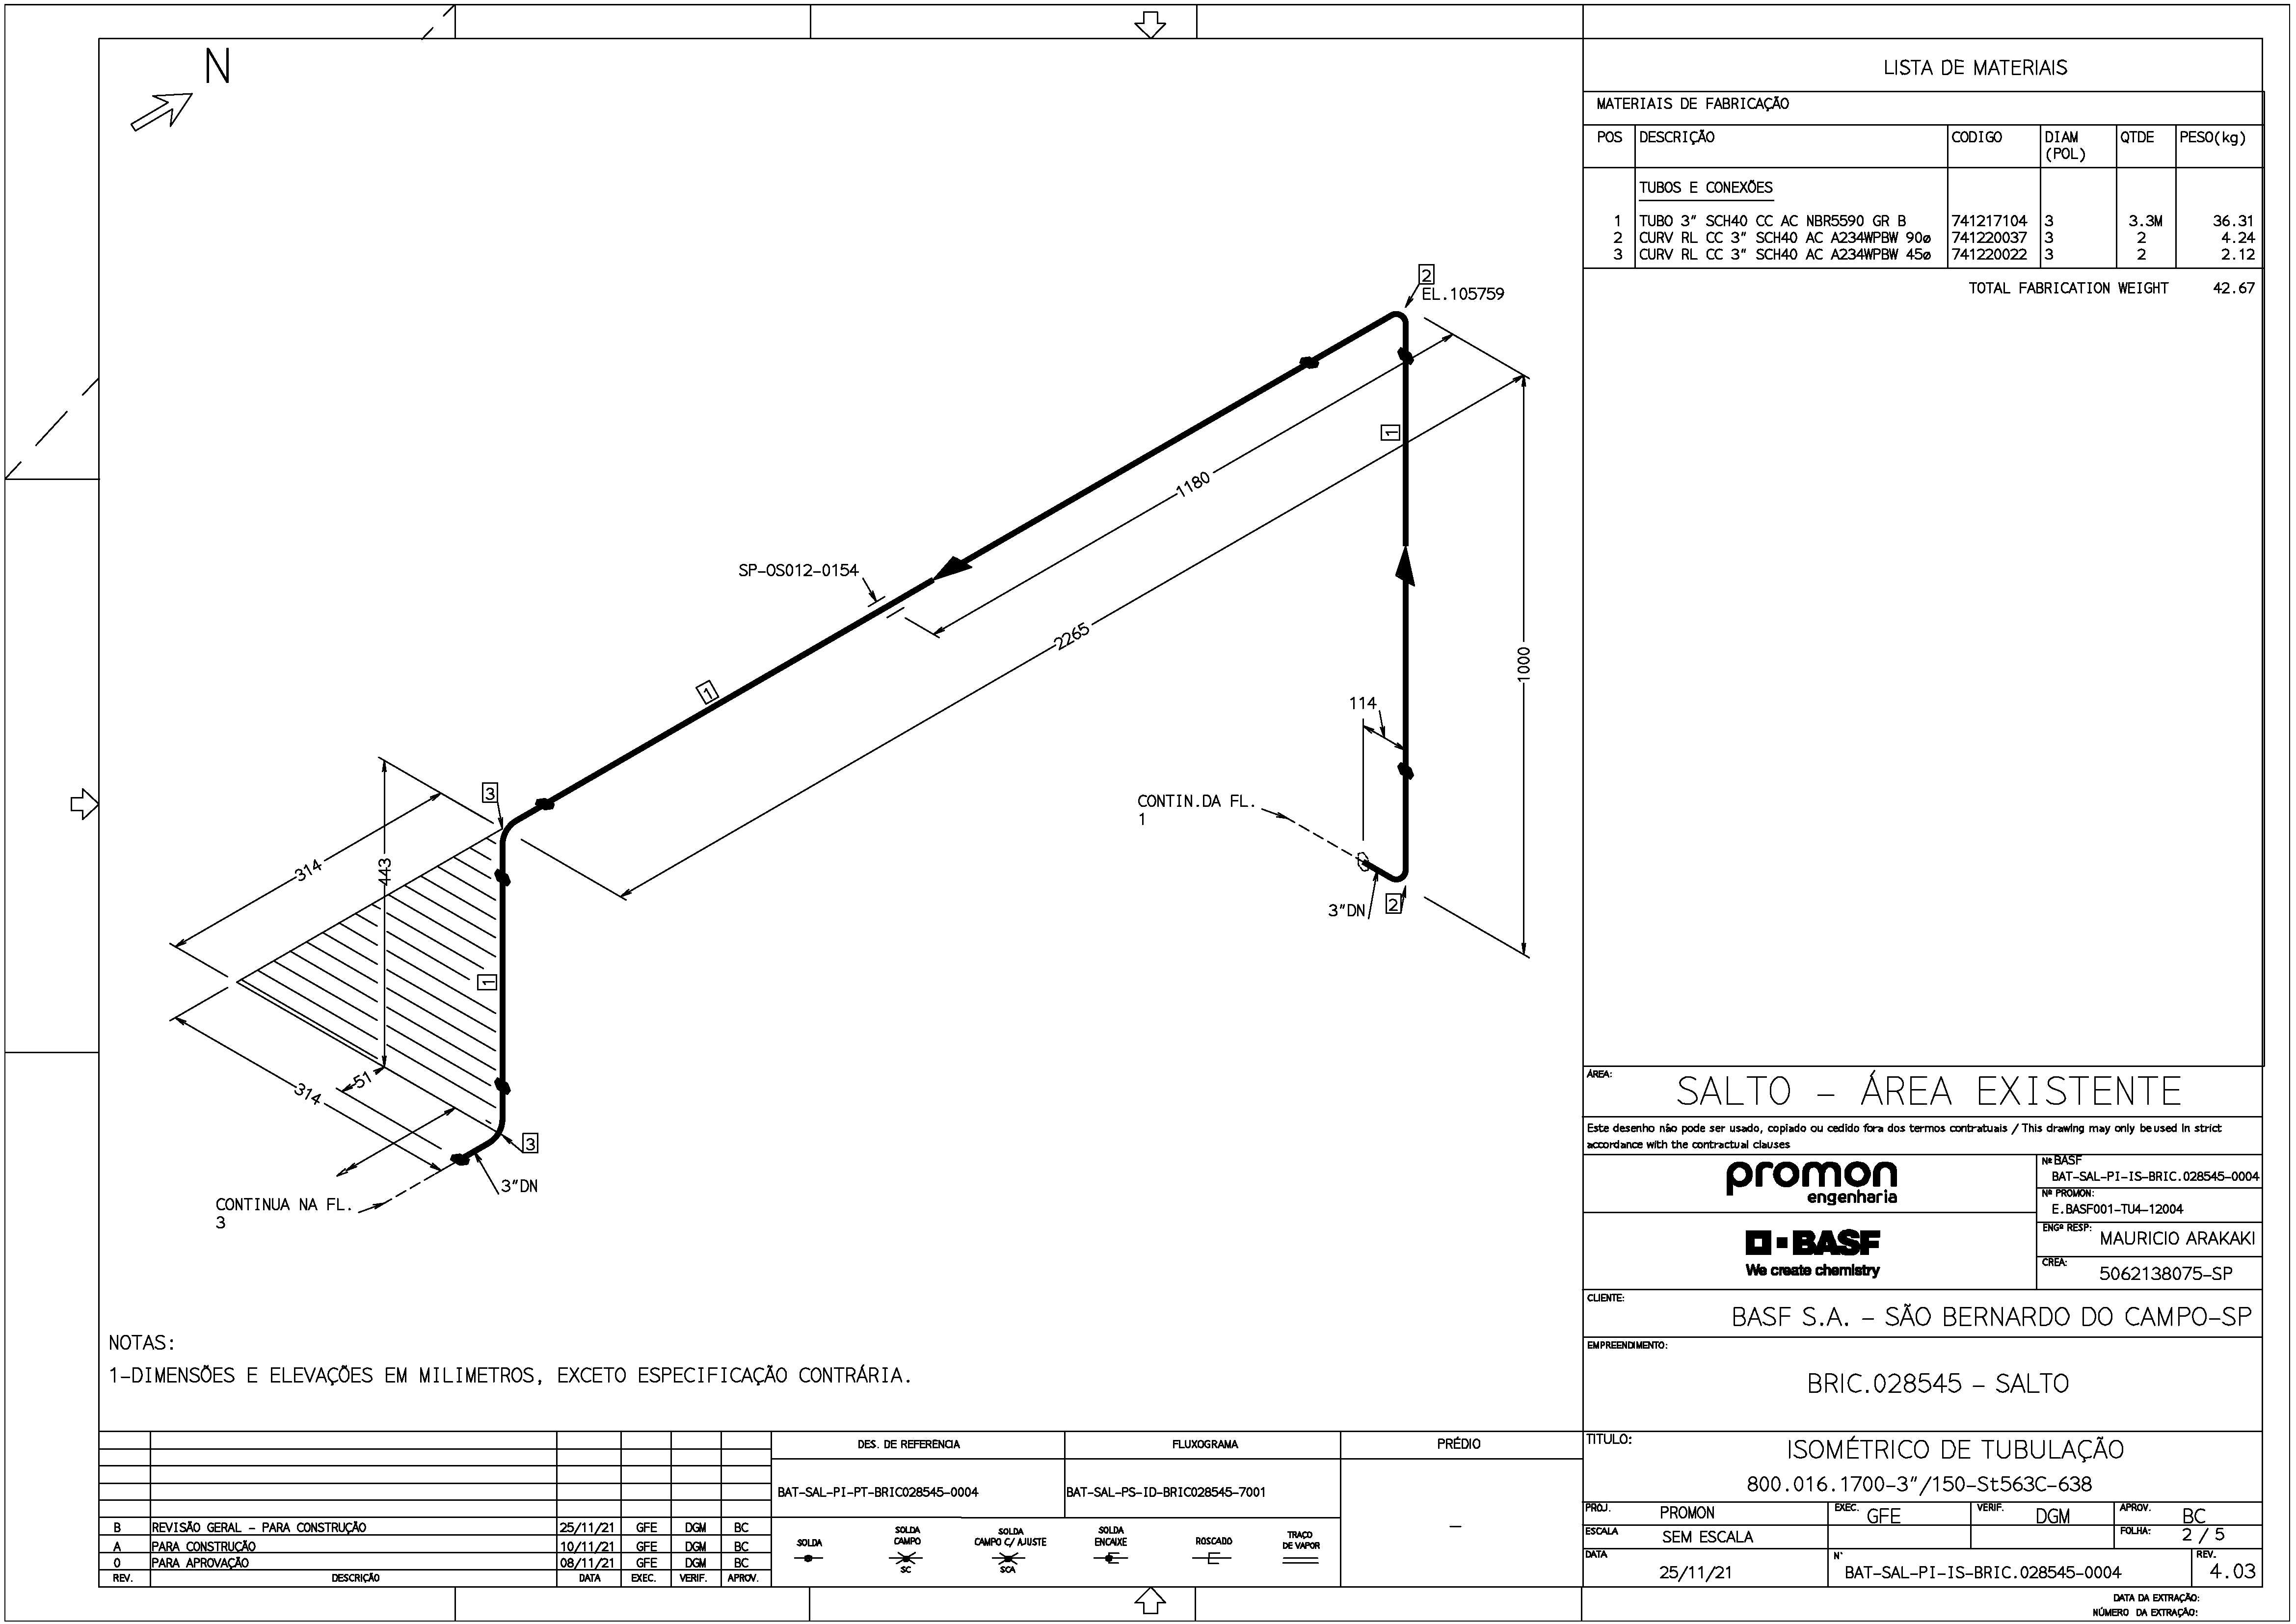 N
LISTA DE MATERIAIS
MATERIAIS DE FABRICAÇÃO
POS DESCRIÇÃO CODIGO DIAM (POL) QTDE PESO(kg)
TUBOS E CONEXÕES
1 TUBO 3" SCH40 CC AC NBR5590 GR B 741217104 3 3.3M 36.31
2 CURV RL CC 3" SCH40 AC A234WPBW 90ø 741220037 3 2 4.24
3 CURV RL CC 3" SCH40 AC A234WPBW 45ø 741220022 3 2 2.12
TOTAL FABRICATION WEIGHT 42.67
2
EL.105759
1
1180
SP-OS012-0154
2265
1000
1
114
3
CONTIN.DA FL.
1
314
443
3"DN
2
1
51
314
3
3"DN
CONTINUA NA FL.
3
NOTAS:
1-DIMENSÕES E ELEVAÇÕES EM MILIMETROS, EXCETO ESPECIFICAÇÃO CONTRÁRIA.
ÁREA:
SALTO - ÁREA EXISTENTE
Este desenho não pode ser usado, copiado ou cedido fora dos termos contratuais / This drawing may only be used in strict
accordance with the contractual clauses
promon
engenharia
Nº BASF
BAT-SAL-PI-IS-BRIC.028545-0004
Nº PROMON:
E.BASF001-TU4-12004
BASF
We create chemistry
ENGº RESP:
MAURICIO ARAKAKI
CREA:
5062138075-SP
CLIENTE:
BASF S.A. - SÃO BERNARDO DO CAMPO-SP
EMPREENDIMENTO:
BRIC.028545 - SALTO
TITULO:
ISOMÉTRICO DE TUBULAÇÃO
800.016.1700-3"/150-St563C-638
PROJ. PROMON EXEC. GFE VERIF. DGM APROV. BC
ESCALA SEM ESCALA FOLHA: 2 / 5
DATA 25/11/21 N° BAT-SAL-PI-IS-BRIC.028545-0004 REV. 4.03
DATA DA EXTRAÇÃO:
NÚMERO DA EXTRAÇÃO:
DES. DE REFERÊNCIA FLUXOGRAMA PRÉDIO
BAT-SAL-PI-PT-BRIC028545-0004 BAT-SAL-PS-ID-BRIC028545-7001 -
B REVISÃO GERAL - PARA CONSTRUÇÃO 25/11/21 GFE DGM BC
A PARA CONSTRUÇÃO 10/11/21 GFE DGM BC
0 PARA APROVAÇÃO 08/11/21 GFE DGM BC
REV. DESCRIÇÃO DATA EXEC. VERIF. APROV.
SOLDA
SOLDA CAMPO SC
SOLDA CAMPO C/ AJUSTE SCA
SOLDA ENCAIXE
ROSCADO
TRAÇO DE VAPOR